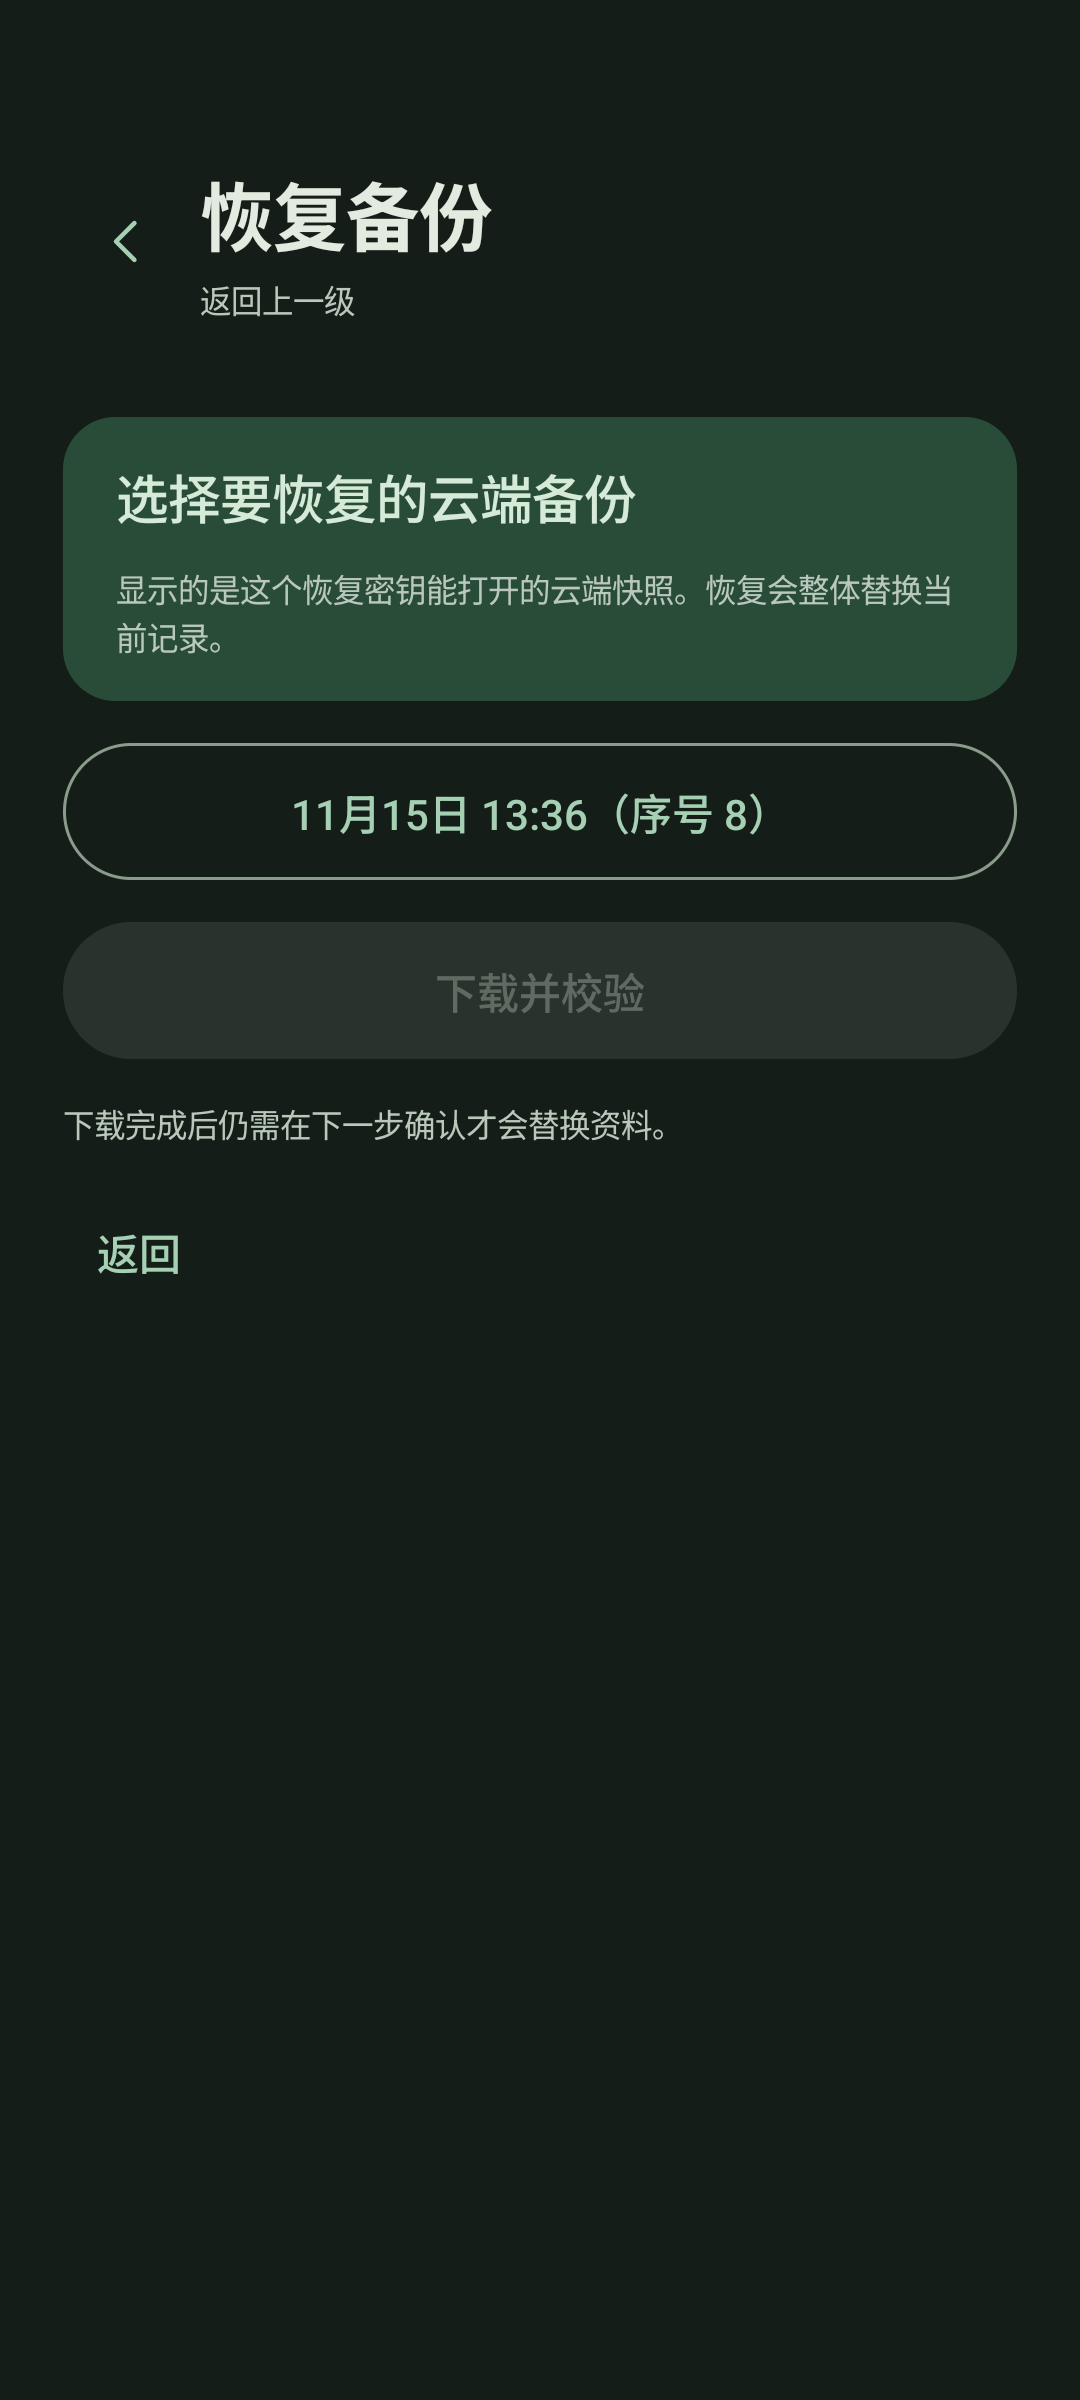 恢复备份
返回上一级
选择要恢复的云端备份
显示的是这个恢复密钥能打开的云端快照。恢复会整体替换当
前记录。
11月15日 13:36（序号 8）
下载并校验
下载完成后仍需在下一步确认才会替换资料。
返回